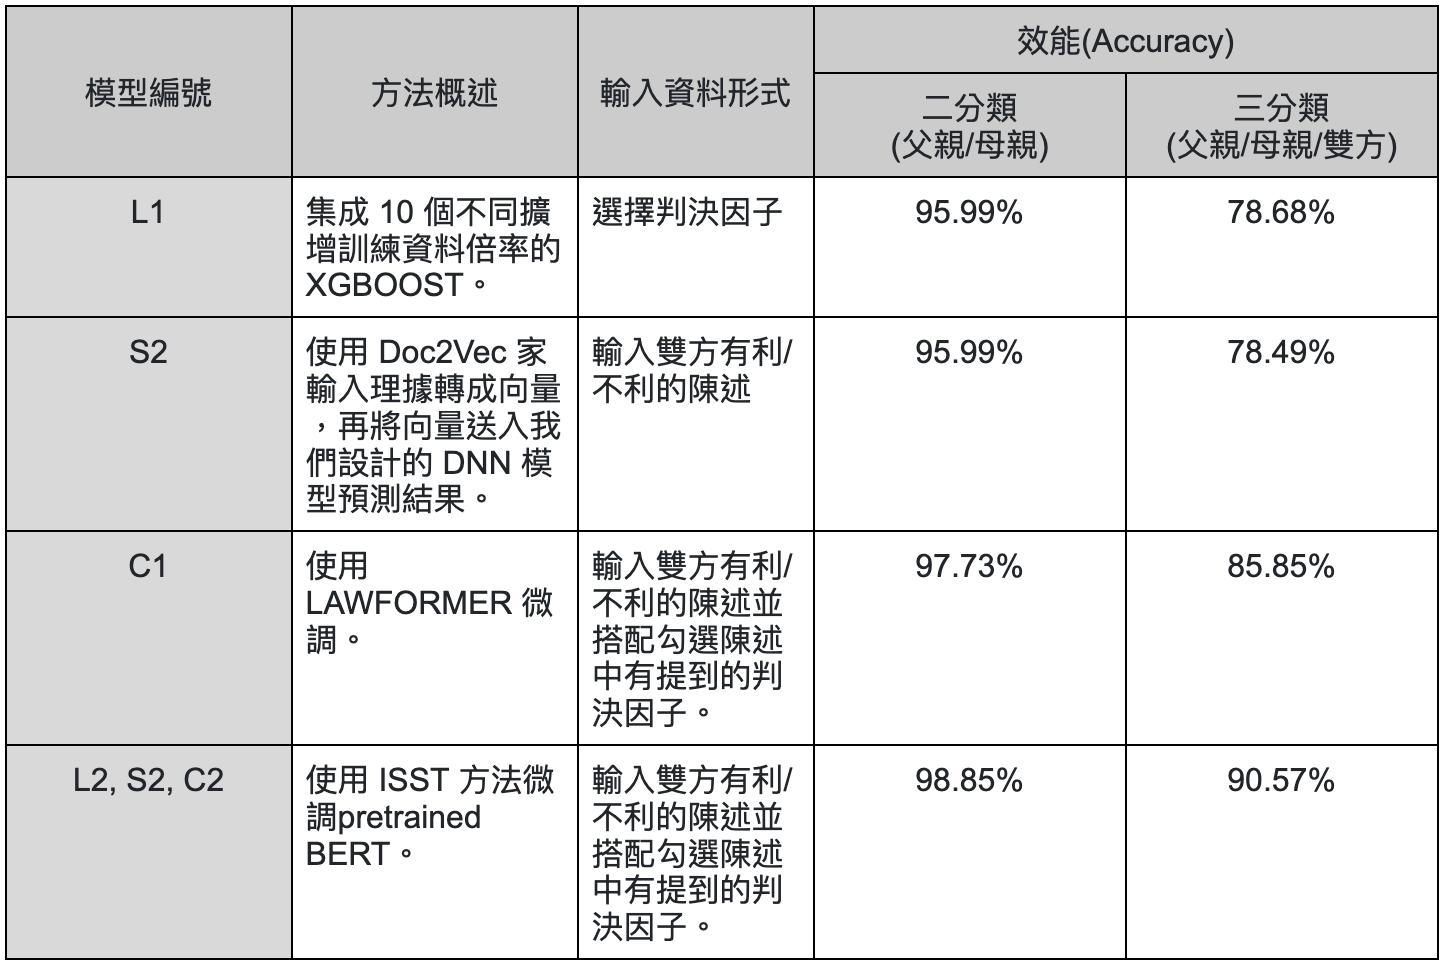 模型編號
方法概述
輸入資料形式
效能(Accuracy)
二分類
(父親/母親)
三分類
(父親/母親/雙方)
L1
集成 10 個不同擴
增訓練資料倍率的
XGBOOST。
選擇判決因子
95.99%
78.68%
S2
使用 Doc2Vec 家
輸入理據轉成向量
，再將向量送入我
們設計的 DNN 模
型預測結果。
輸入雙方有利/
不利的陳述
95.99%
78.49%
C1
使用
LAWFORMER 微
調。
輸入雙方有利/
不利的陳述並
搭配勾選陳述
中有提到的判
決因子。
97.73%
85.85%
L2, S2, C2
使用 ISST 方法微
調pretrained
BERT。
輸入雙方有利/
不利的陳述並
搭配勾選陳述
中有提到的判
決因子。
98.85%
90.57%